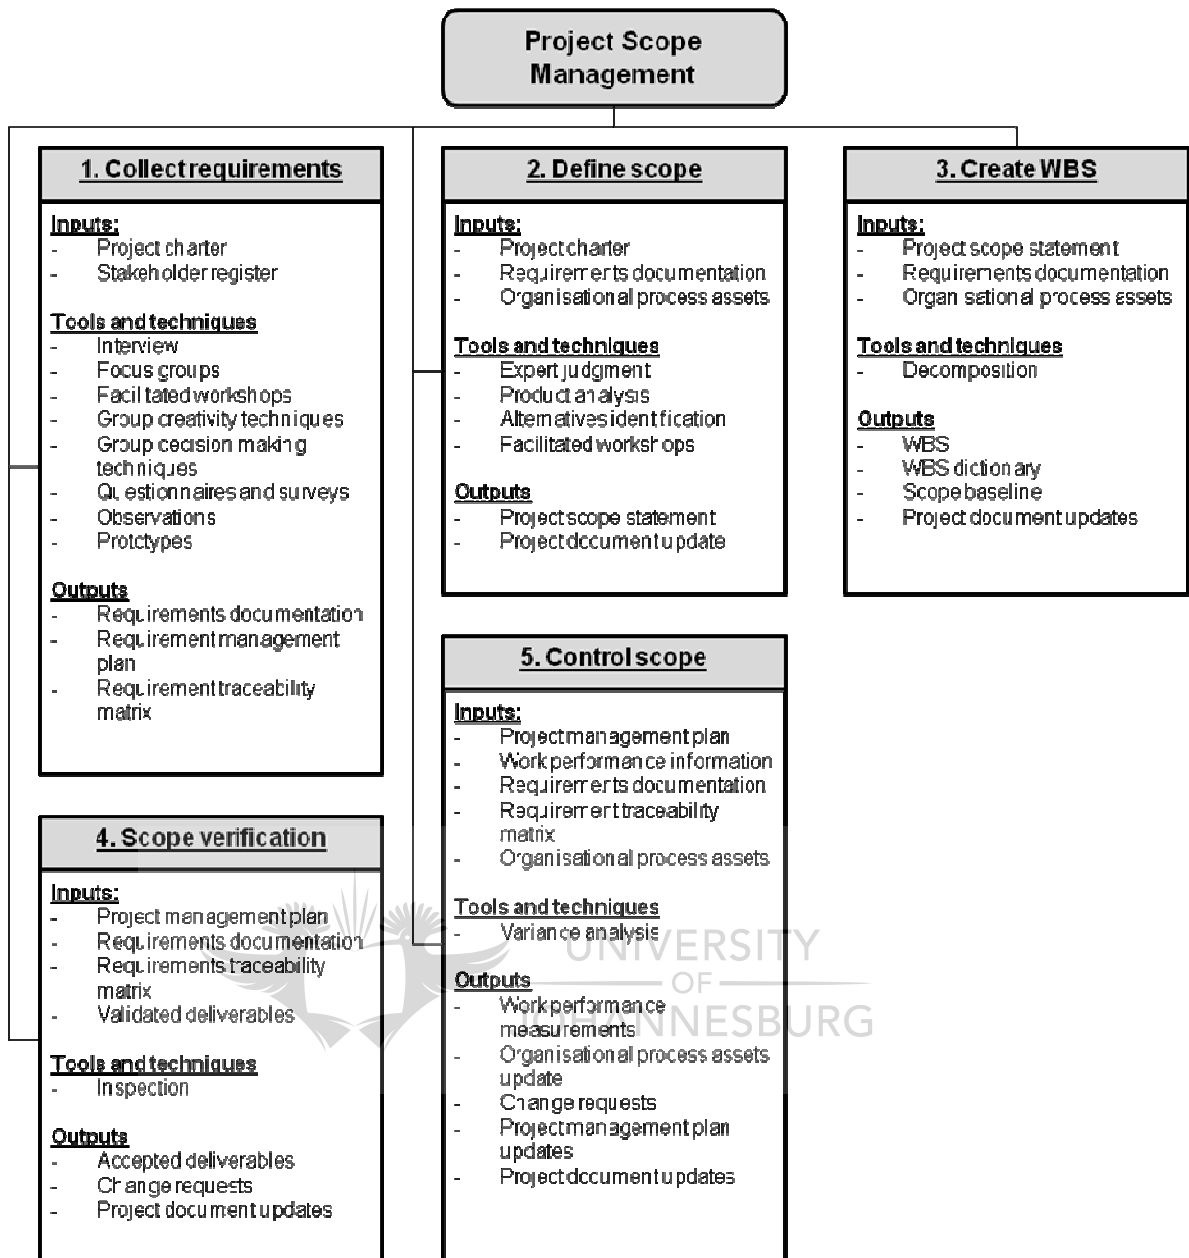 Project Scope
Management
1. Collect requirements
Inputs:
- Project charter
- Stakeholder register
Tools and techniques
- Interview
- Focus groups
- Facilitated workshops
- Group creativity techniques
- Group decision making
techniques
- Questionnaires and surveys
- Observations
- Prototypes
Outputs
- Requirements documentation
- Requirement management
plan
- Requirement traceability
matrix
2. Define scope
Inputs:
- Project charter
- Requirements documentation
- Organisational process assets
Tools and techniques
- Expert judgment
- Product analysis
- Alternatives identification
- Facilitated workshops
Outputs
- Project scope statement
- Project document update
3. Create WBS
Inputs:
- Project scope statement
- Requirements documentation
- Organisational process assets
Tools and techniques
- Decomposition
Outputs
- WBS
- WBS dictionary
- Scope baseline
- Project document updates
4. Scope verification
Inputs:
- Project management plan
- Requirements documentation
- Requirements traceability
matrix
- Validated deliverables
Tools and techniques
- Inspection
Outputs
- Accepted deliverables
- Change requests
- Project document updates
5. Control scope
Inputs:
- Project management plan
- Work performance information
- Requirements documentation
- Requirement traceability
matrix
- Organisational process assets
Tools and techniques
- Variance analysis
Outputs
- Work performance
measurements
- Organisational process assets
update
- Change requests
- Project management plan
updates
- Project document updates
UNIVERSITY
OF
JOHANNESBURG